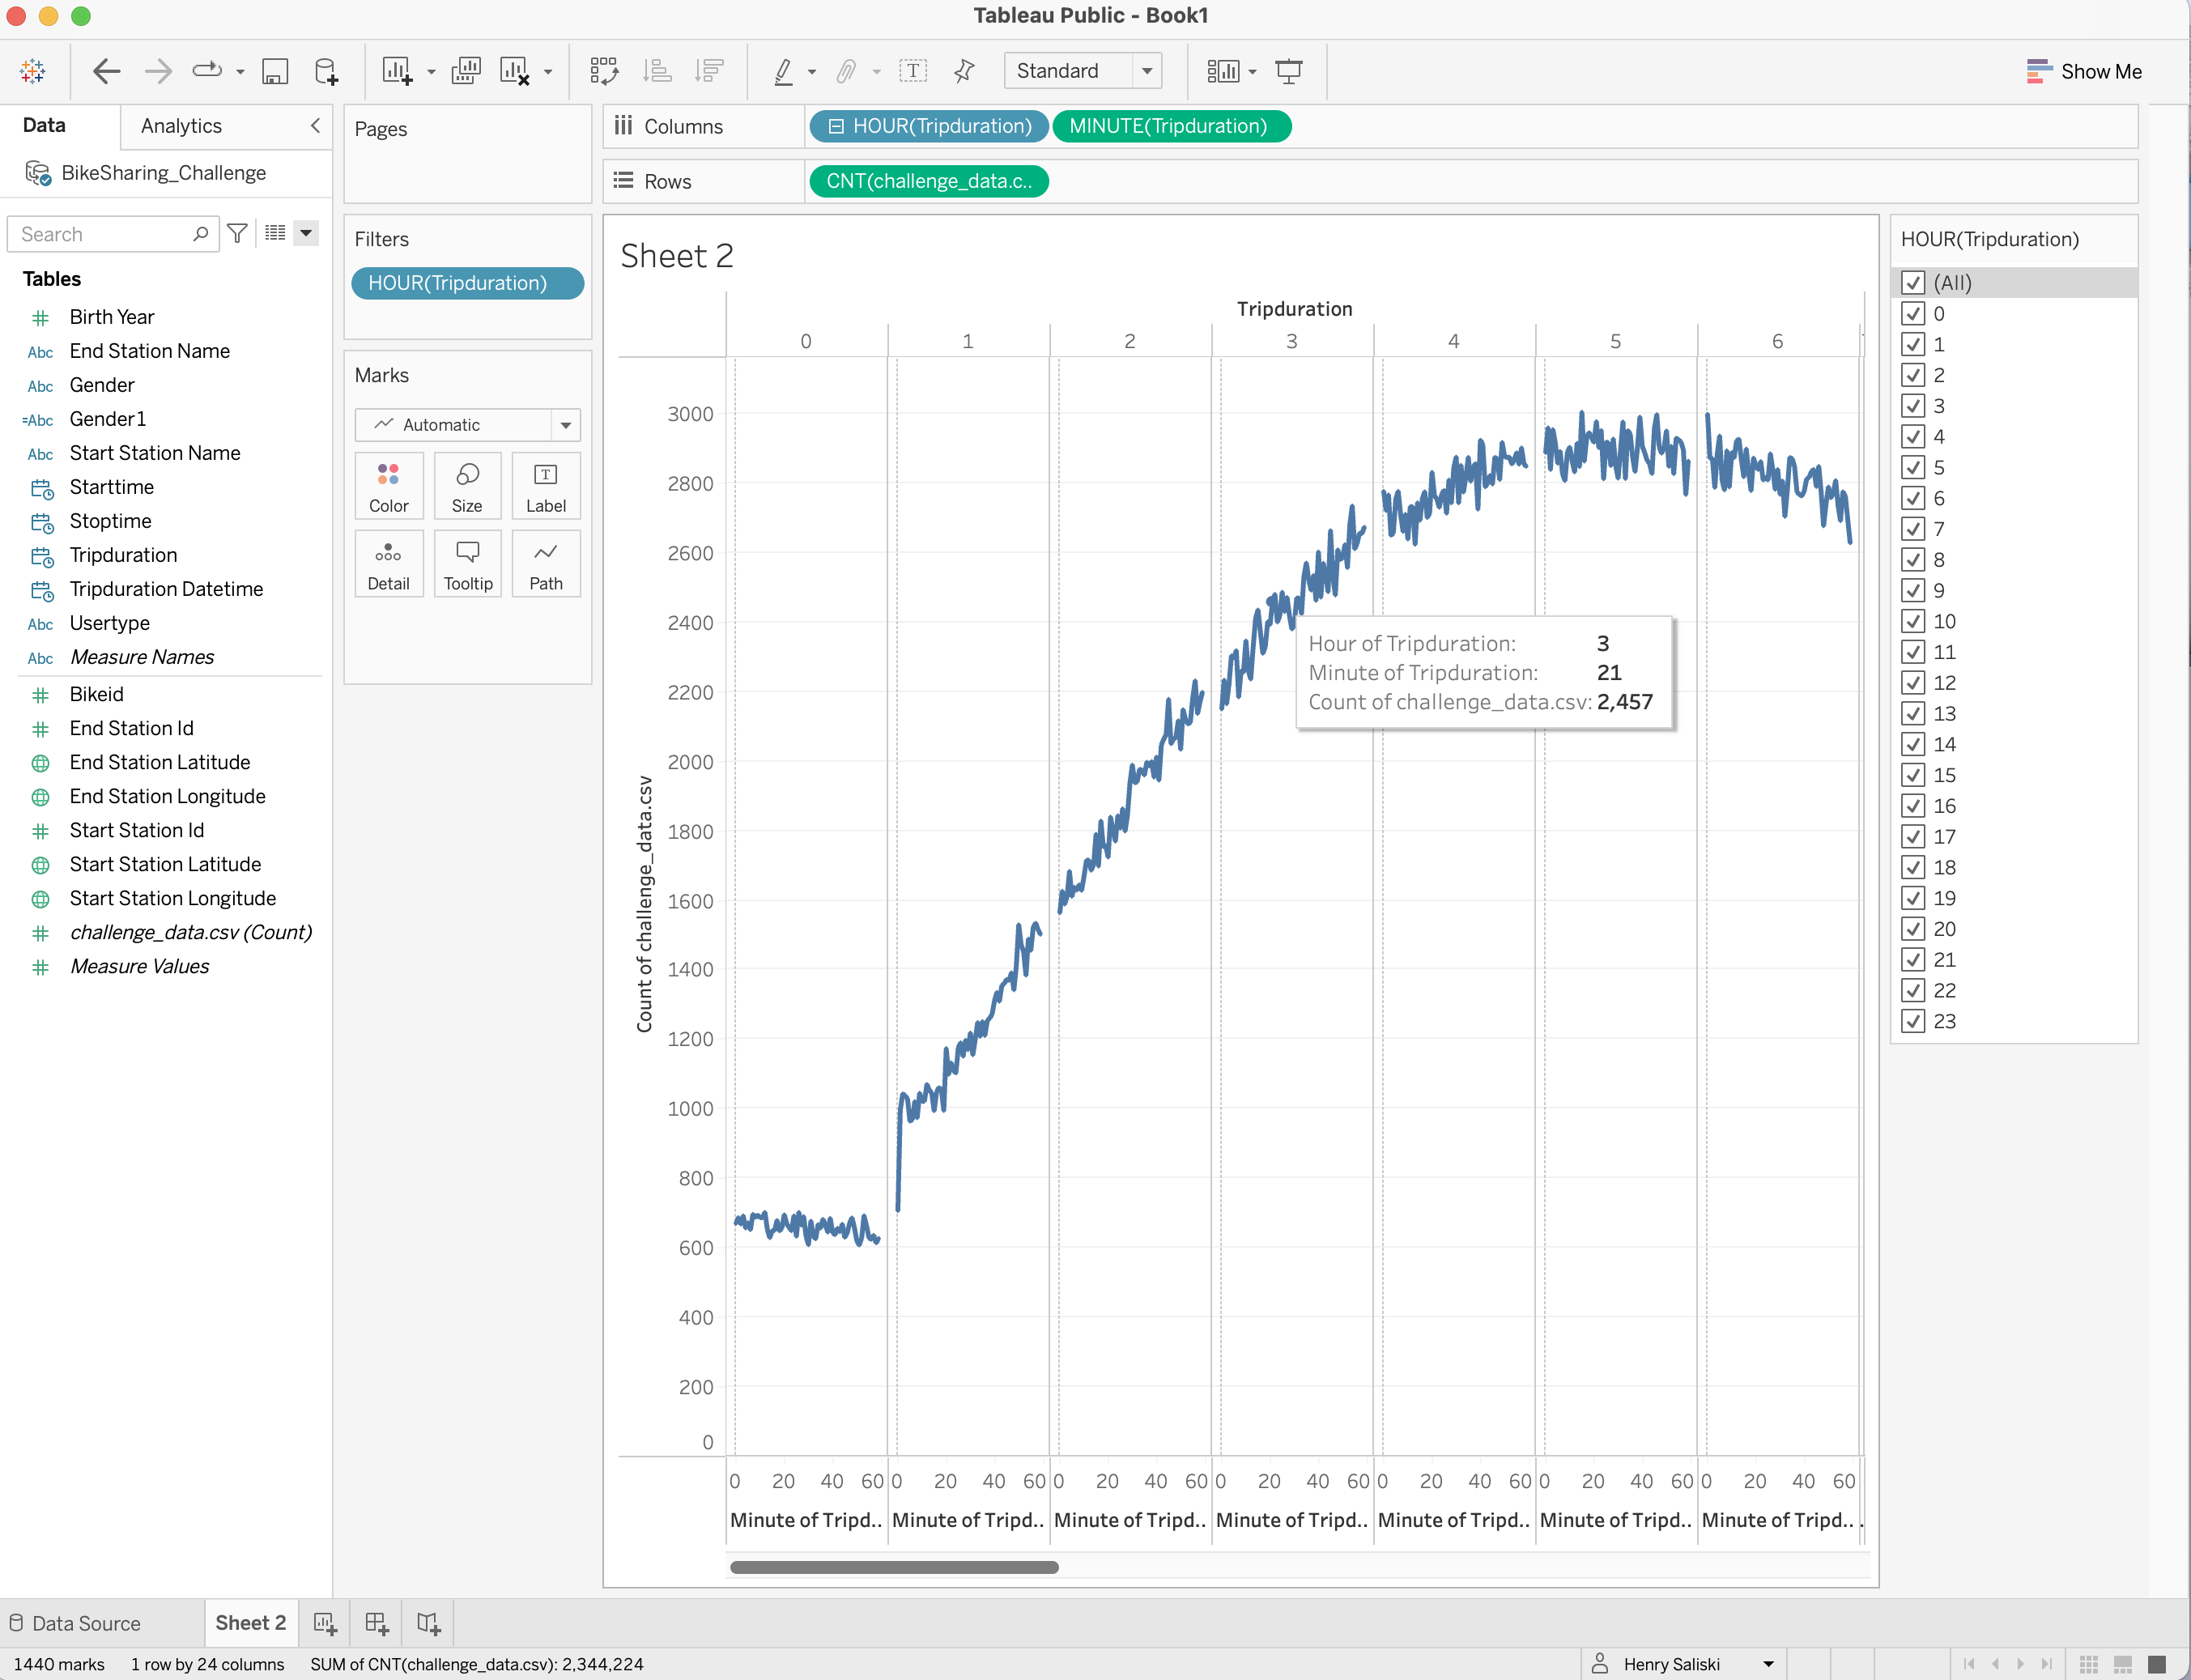 Tableau Public - Book1
Standard
Show Me
Data
Analytics
BikeSharing_Challenge
Search
Tables
Birth Year
Abc End Station Name
Abc Gender
=Abc Gender1
Abc Start Station Name
Starttime
Stoptime
Tripduration
Tripduration Datetime
Abc Usertype
Abc Measure Names
Bikeid
End Station Id
End Station Latitude
End Station Longitude
Start Station Id
Start Station Latitude
Start Station Longitude
challenge_data.csv (Count)
Measure Values
Pages
Filters
HOUR(Tripduration)
Marks
Automatic
Color Size Label
Detail Tooltip Path
Columns HOUR(Tripduration) MINUTE(Tripduration)
Rows CNT(challenge_data.c..
Sheet 2
Tripduration
0 1 2 3 4 5 6
3000
2800
2600
2400
2200
2000
1800
1600
1400
1200
1000
800
600
400
200
0
Count of challenge_data.csv
Hour of Tripduration: 3
Minute of Tripduration: 21
Count of challenge_data.csv: 2,457
0 20 40 60 0 20 40 60 0 20 40 60 0 20 40 60 0 20 40 60 0 20 40 60 0 20 40 60
Minute of Tripd.. Minute of Tripd.. Minute of Tripd.. Minute of Tripd.. Minute of Tripd.. Minute of Tripd.. Minute of Tripd..
HOUR(Tripduration)
(All)
0
1
2
3
4
5
6
7
8
9
10
11
12
13
14
15
16
17
18
19
20
21
22
23
Data Source
Sheet 2
1440 marks 1 row by 24 columns SUM of CNT(challenge_data.csv): 2,344,224
Henry Saliski